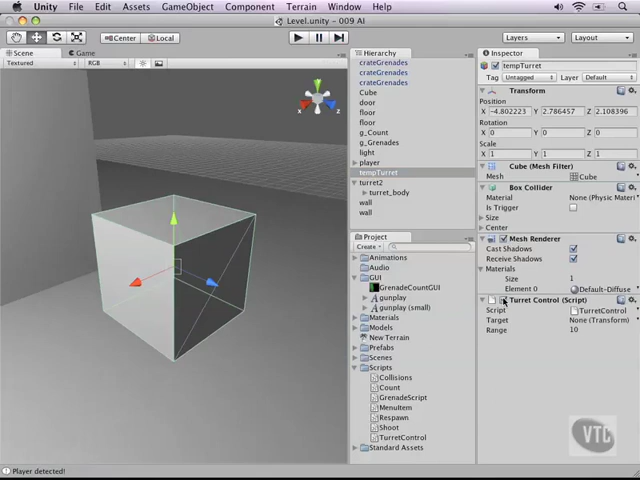 Unity File Edit Assets GameObject Component Terrain Window Help
Level.unity - 009 AI
Center Local Layers Layout
Scene Game
Textured RGB
x z
Hierarchy
crateGrenades
crateGrenades
crateGrenades
Cube
door
door
floor
floor
g_Count
g_Grenades
light
player
tempTurret
turret2
turret_body
wall
wall
Project
Create
Animations
Audio
GUI
GrenadeCountGUI
gunplay
gunplay (small)
Materials
Models
New Terrain
Prefabs
Scenes
Scripts
Collisions
Count
GrenadeScript
MenuItem
Respawn
Shoot
TurretControl
Standard Assets
Inspector
tempTurret
Tag Untagged Layer Default
Transform
Position
X -4.802223 Y 2.786457 Z 2.108396
Rotation
X 0 Y 0 Z 0
Scale
X 1 Y 1 Z 1
Cube (Mesh Filter)
Mesh Cube
Box Collider
Material None (Physic Materi
Is Trigger
Size
Center
Mesh Renderer
Cast Shadows
Receive Shadows
Materials
Size 1
Element 0 Default-Diffuse
Turret Control (Script)
Script TurretControl
Target None (Transform)
Range 10
VTC
Player detected!